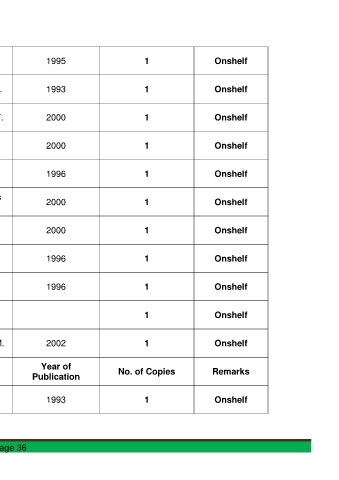 1995 1 Onshelf
. 1993 1 Onshelf
. 2000 1 Onshelf
2000 1 Onshelf
1996 1 Onshelf
s 2000 1 Onshelf
2000 1 Onshelf
1996 1 Onshelf
1996 1 Onshelf
1 Onshelf
M. 2002 1 Onshelf
Year of
Publication No. of Copies Remarks
1993 1 Onshelf
age 36